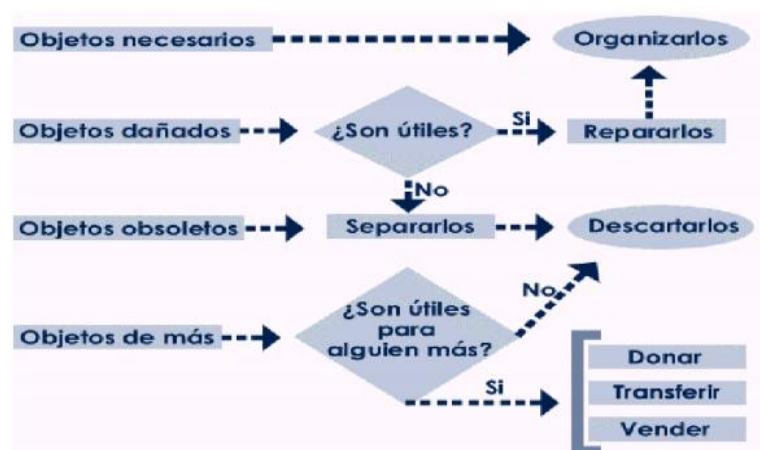 Objetos necesarios
Organizarlos
Objetos dañados
¿Son útiles?
Si
Repararlos
No
Objetos obsoletos
Separarlos
Descartarlos
Objetos de más
¿Son útiles
para
alguien más?
No
Si
Donar
Transferir
Vender